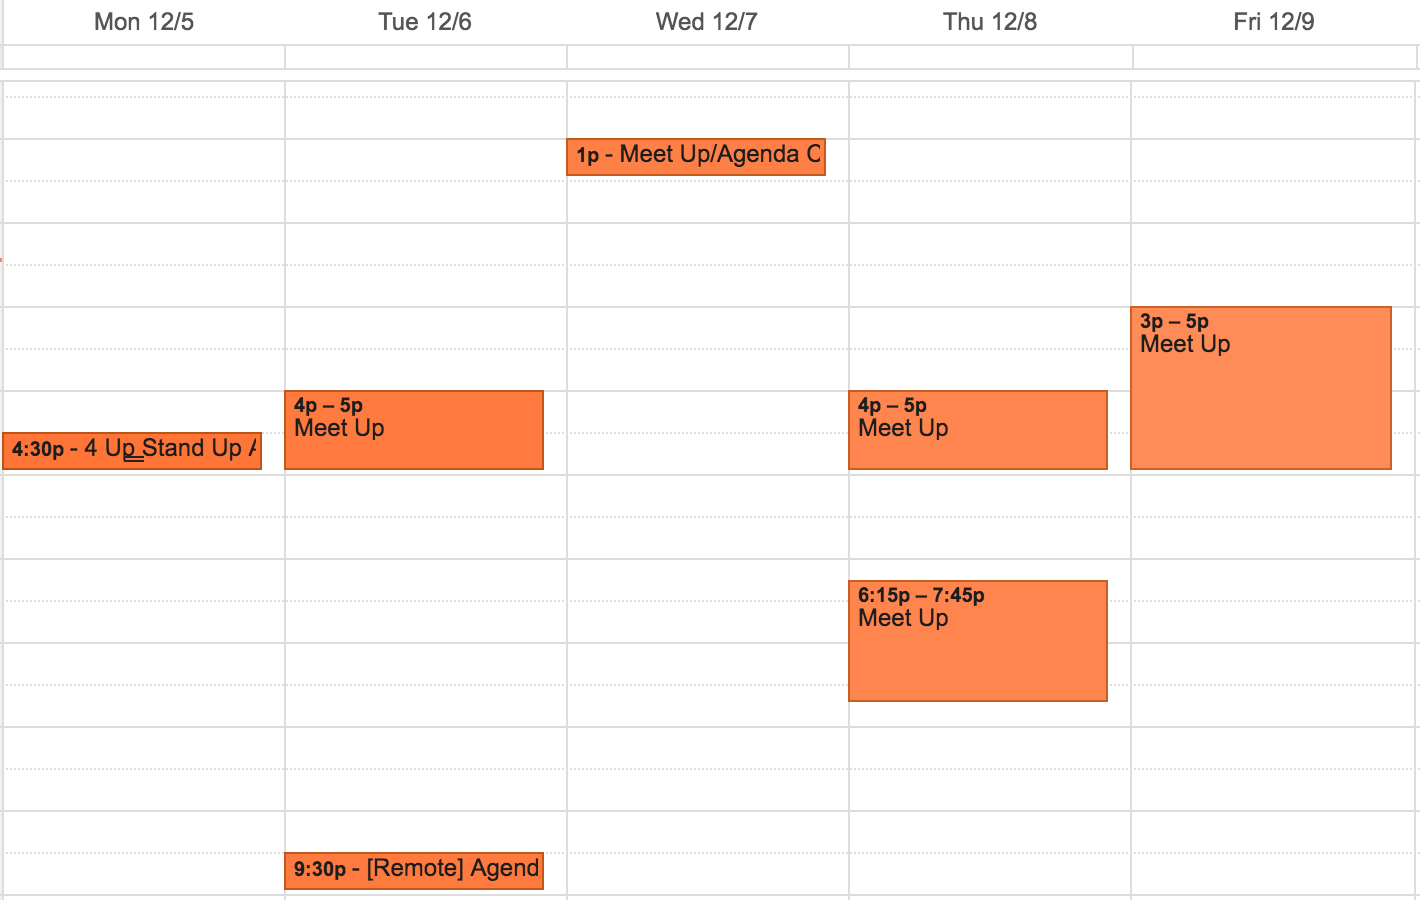 Mon 12/5
Tue 12/6
Wed 12/7
Thu 12/8
Fri 12/9
1p - Meet Up/Agenda C
3p – 5p
Meet Up
4p – 5p
Meet Up
4p – 5p
Meet Up
4:30p - 4 Up Stand Up A
6:15p – 7:45p
Meet Up
9:30p - [Remote] Agend